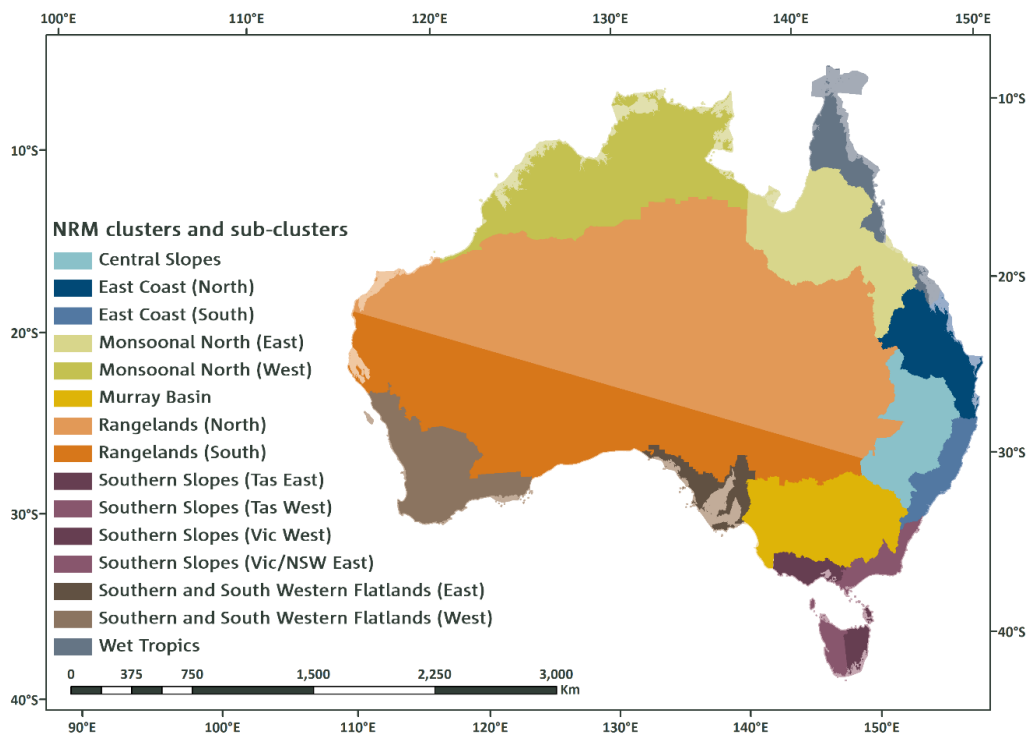 100°E 110°E 120°E 130°E 140°E 150°E
10°S
10°S
20°S
20°S
30°S
30°S
40°S
40°S
NRM clusters and sub-clusters
Central Slopes
East Coast (North)
East Coast (South)
Monsoonal North (East)
Monsoonal North (West)
Murray Basin
Rangelands (North)
Rangelands (South)
Southern Slopes (Tas East)
Southern Slopes (Tas West)
Southern Slopes (Vic West)
Southern Slopes (Vic/NSW East)
Southern and South Western Flatlands (East)
Southern and South Western Flatlands (West)
Wet Tropics
0 375 750 1,500 2,250 3,000
Km
90°E 100°E 110°E 120°E 130°E 140°E 150°E